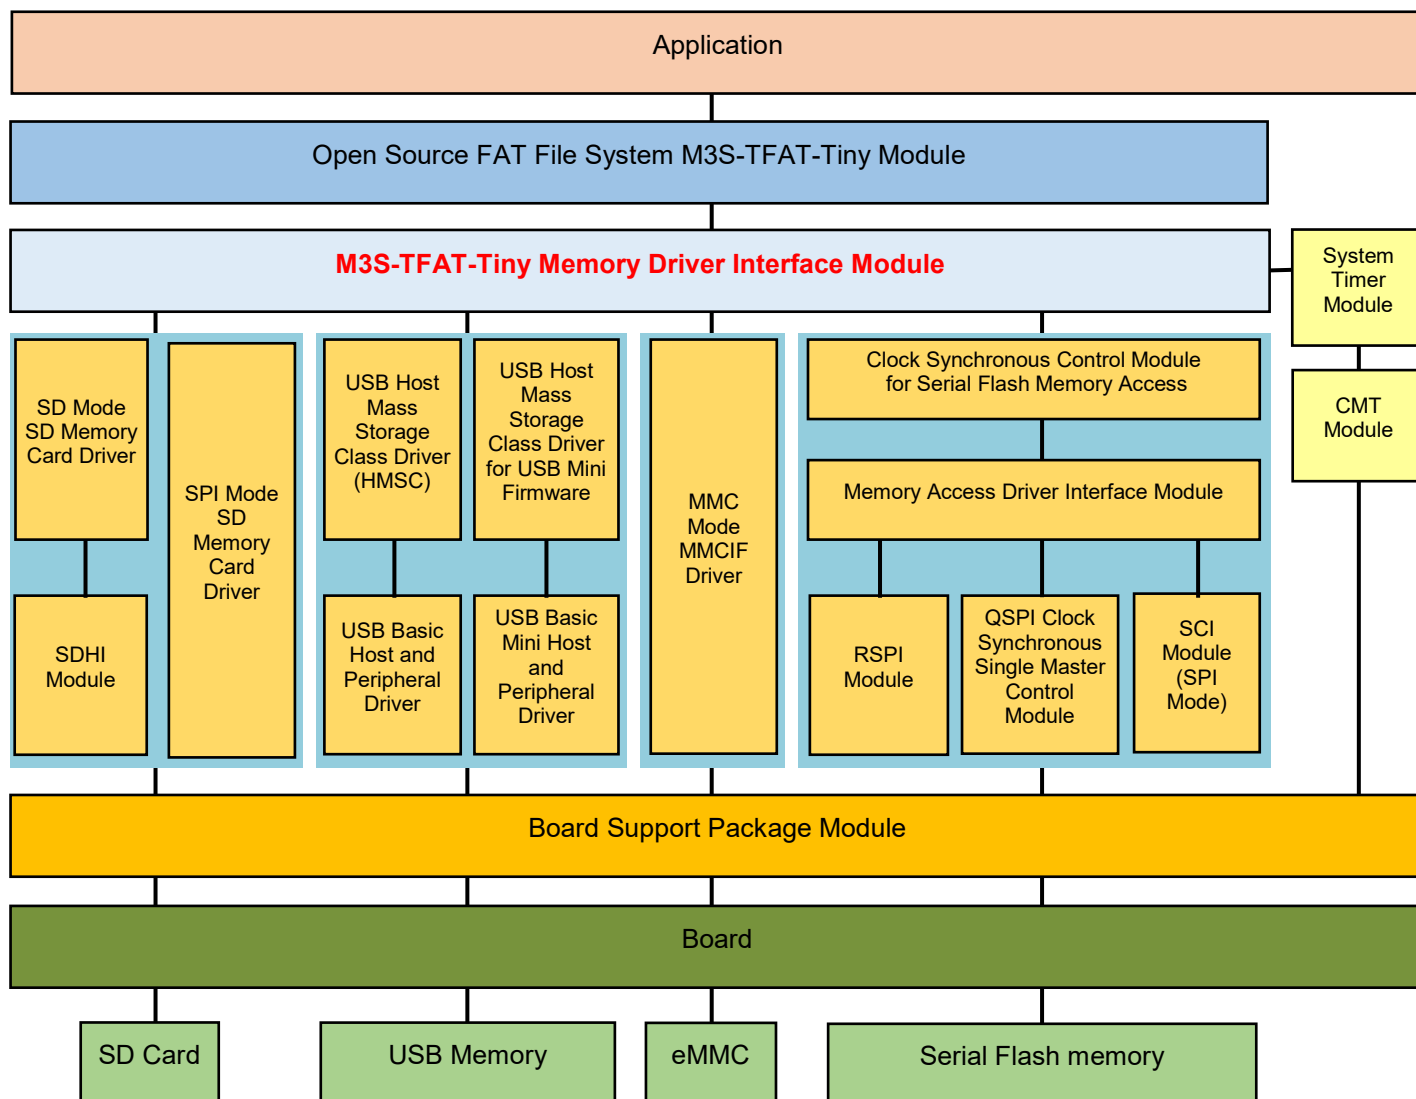 Application
Open Source FAT File System M3S-TFAT-Tiny Module
M3S-TFAT-Tiny Memory Driver Interface Module
System
Timer
Module
CMT
Module
SD Mode
SD Memory
Card Driver
SDHI
Module
SPI Mode
SD
Memory
Card
Driver
USB Host
Mass
Storage
Class Driver
(HMSC)
USB Basic
Host and
Peripheral
Driver
USB Host
Mass
Storage
Class Driver
for USB Mini
Firmware
USB Basic
Mini Host
and
Peripheral
Driver
MMC
Mode
MMCIF
Driver
Clock Synchronous Control Module
for Serial Flash Memory Access
Memory Access Driver Interface Module
RSPI
Module
QSPI Clock
Synchronous
Single Master
Control
Module
SCI
Module
(SPI
Mode)
Board Support Package Module
Board
SD Card
USB Memory
eMMC
Serial Flash memory